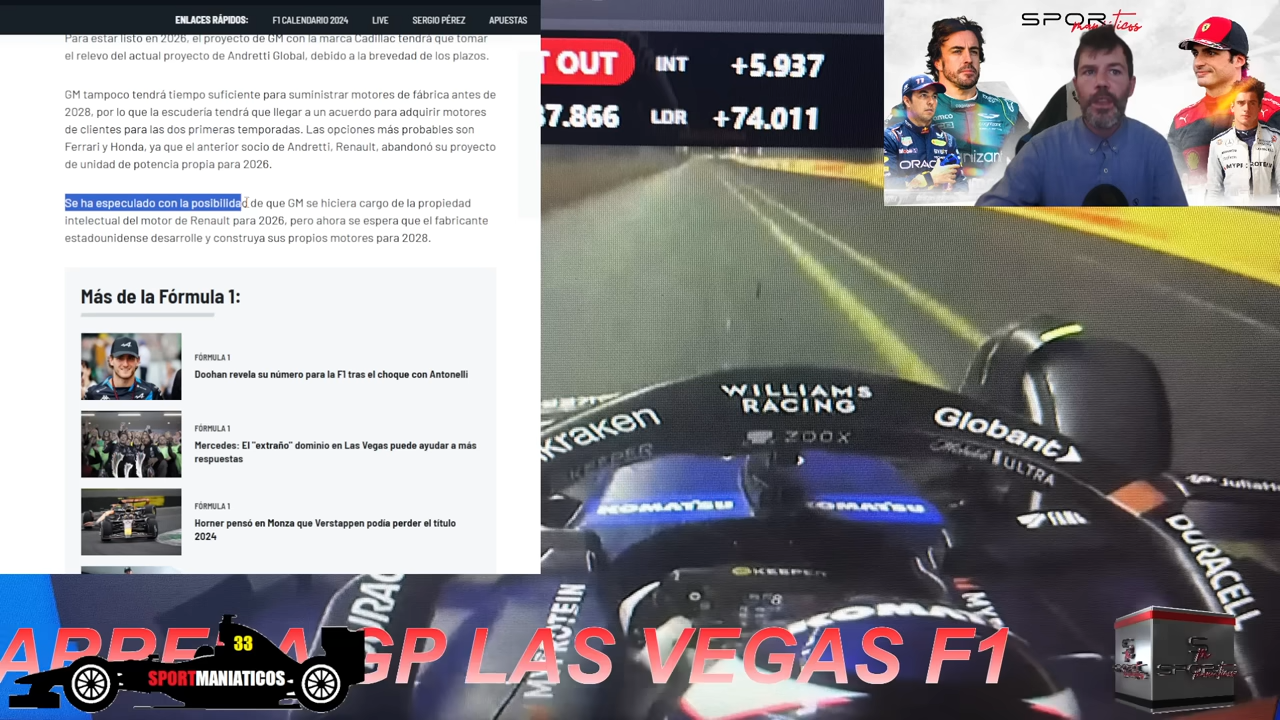 ENLACES RÁPIDOS: F1 CALENDARIO 2024 LIVE SERGIO PÉREZ APUESTAS
Para estar listo en 2026, el proyecto de GM con la marca Cadillac tendrá que tomar
el relevo del actual proyecto de Andretti Global, debido a la brevedad de los plazos.
GM tampoco tendrá tiempo suficiente para suministrar motores de fábrica antes de
2028, por lo que la escudería tendrá que llegar a un acuerdo para adquirir motores
de clientes para las dos primeras temporadas. Las opciones más probables son
Ferrari y Honda, ya que el anterior socio de Andretti, Renault, abandonó su proyecto
de unidad de potencia propia para 2026.
Se ha especulado con la posibilidad de que GM se hiciera cargo de la propiedad
intelectual del motor de Renault para 2026, pero ahora se espera que el fabricante
estadounidense desarrolle y construya sus propios motores para 2028.
Más de la Fórmula 1:
FÓRMULA 1
Doohan revela su número para la F1 tras el choque con Antonelli
FÓRMULA 1
Mercedes: El "extraño" dominio en Las Vegas puede ayudar a más
respuestas
FÓRMULA 1
Horner pensó en Monza que Verstappen podía perder el título
2024
T OUT INT +5.937
37.866 LDR +74.011
SPORmaniáticos
ORACL
WILLIAMS
RACING
kraken
KEEPER
ZOOX
Globant
Michelob ULTRA
KOMATSU
KOMATSU
KEEPER
DURACELL
GP LAS VEGAS F1
33
SPORTMANIATICOS